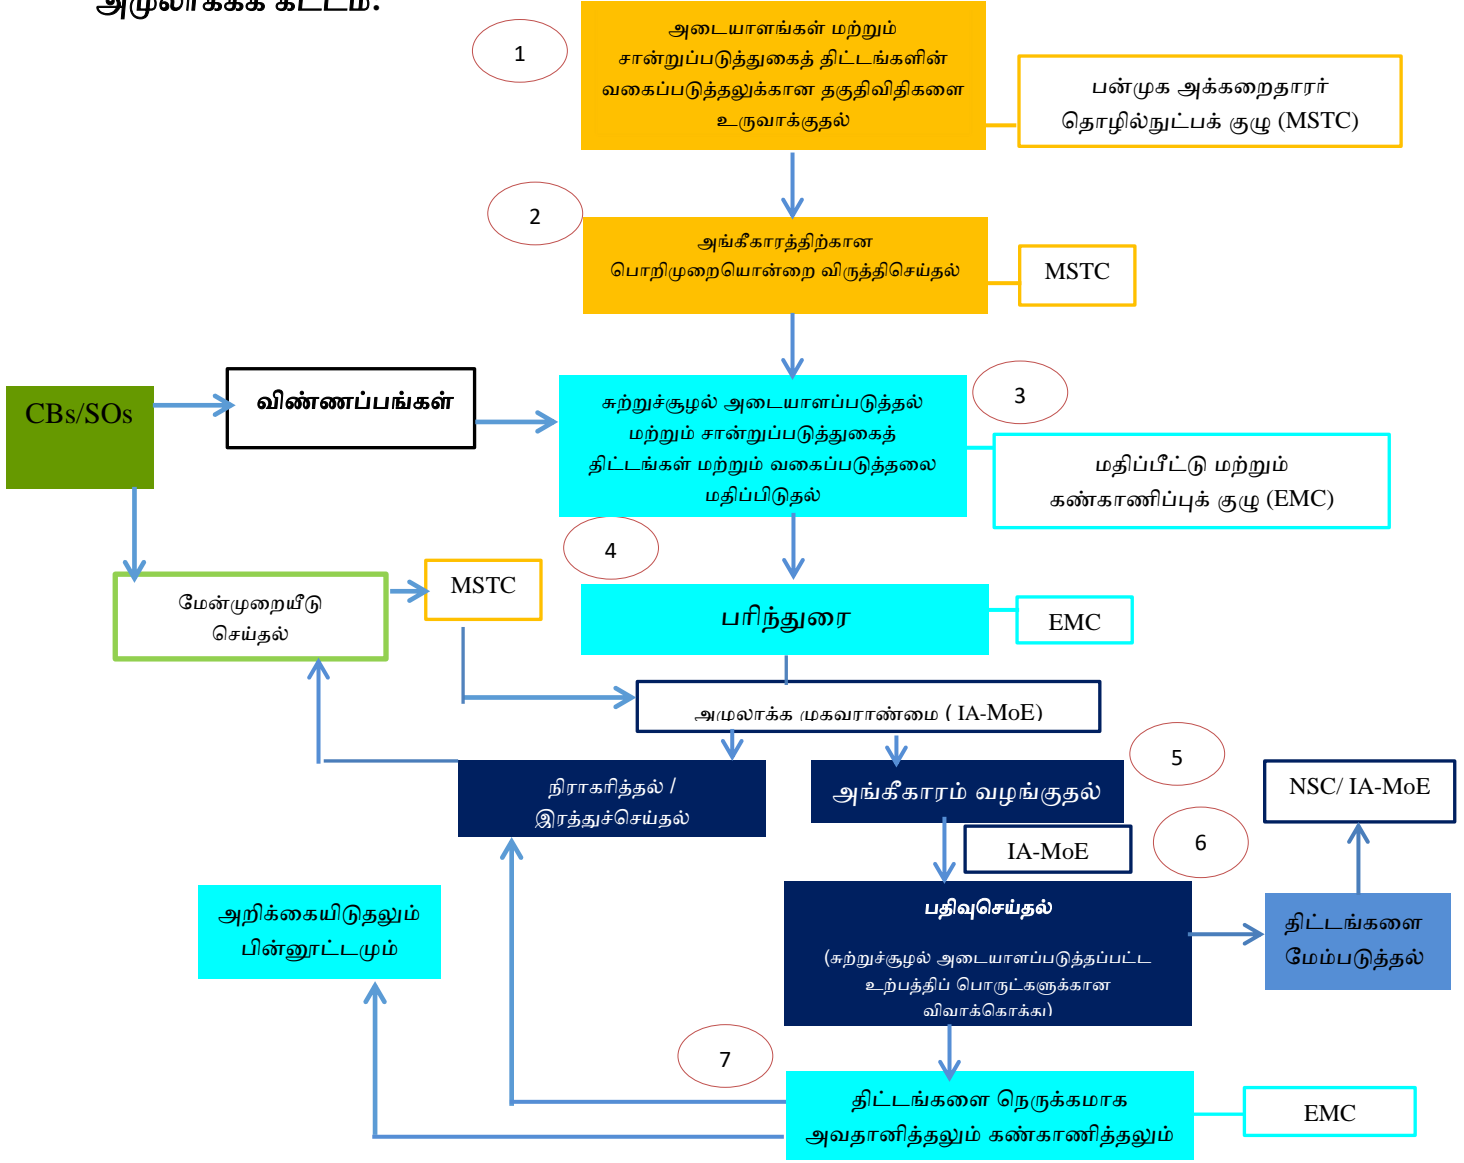 அமுலாக்கக் கட்டம்:
1
அடையாளங்கள் மற்றும்
சான்றுப்படுத்துகைத் திட்டங்களின்
வகைப்படுத்தலுக்கான தகுதிவிதிகளை
உருவாக்குதல்
பன்முக அக்கறைதாரர்
தொழில்நுட்பக் குழு (MSTC)
2
அங்கீகாரத்திற்கான
பொறிமுறையொன்றை விருத்திசெய்தல்
MSTC
CBs/SOs
விண்ணப்பங்கள்
சுற்றுச்சூழல் அடையாளப்படுத்தல்
மற்றும் சான்றுப்படுத்துகைத்
திட்டங்கள் மற்றும் வகைப்படுத்தலை
மதிப்பிடுதல்
3
மதிப்பீட்டு மற்றும்
கண்காணிப்புக் குழு (EMC)
4
மேன்முறையீடு
செய்தல்
MSTC
பரிந்துரை
EMC
அமுலாக்க முகவராண்மை ( IA-MoE)
நிராகரித்தல் /
இரத்துச்செய்தல்
அங்கீகாரம் வழங்குதல்
5
NSC/ IA-MoE
IA-MoE
6
அறிக்கையிடுதலும்
பின்னூட்டமும்
பதிவுசெய்தல்
(சுற்றுச்சூழல் அடையாளப்படுத்தப்பட்ட
உற்பத்திப் பொருட்களுக்கான
விவாக்கொக்கு)
திட்டங்களை
மேம்படுத்தல்
7
திட்டங்களை நெருக்கமாக
அவதானித்தலும் கண்காணித்தலும்
EMC